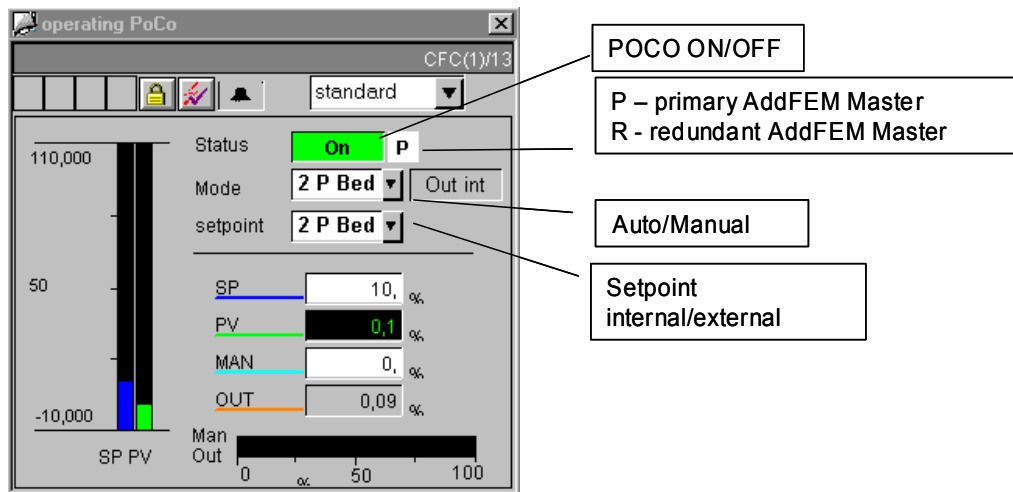 operating PoCo
CFC(1)/13
standard
110,000
50
-10,000
SP PV
Status On P
Mode 2 P Bed Out int
setpoint 2 P Bed
SP 10, %
PV 0,1 %
MAN 0, %
OUT 0,09 %
Man
Out
0 % 50 100
POCO ON/OFF
P – primary AddFEM Master
R - redundant AddFEM Master
Auto/Manual
Setpoint
internal/external